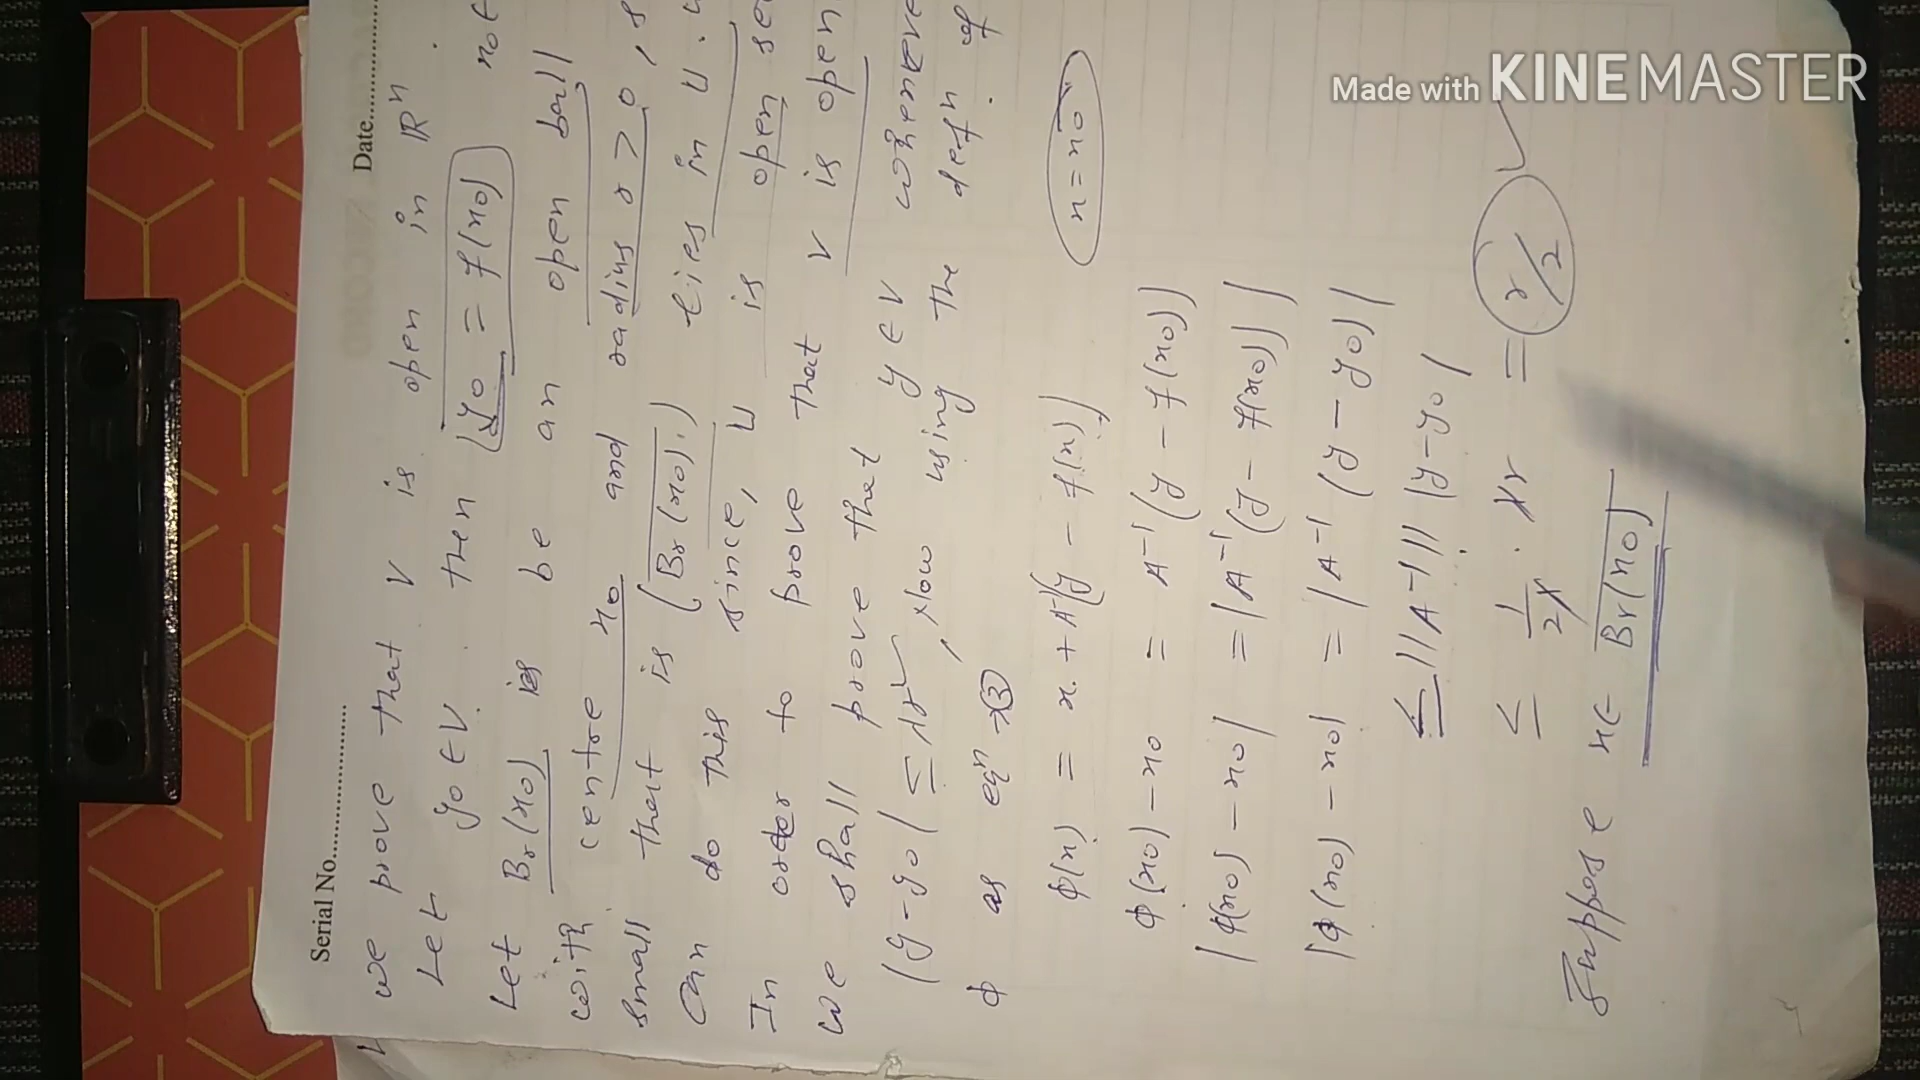 Made with KINEMASTER
Serial No.................... Date............
we prove that V is open in ℝⁿ.
Let y₀ ∈ V. then y₀ = f(x₀) x₀ ∈
Let Br(x₀) is be an open ball
with centre x₀ and radius r > 0, s
small that is (B̅r̅(̅x̅₀̅)̅.) lies in U.
Can do this since, U is open se
In order to prove that V is open
we shall prove that y ∈ V whenever
|y-y₀| ≤ λr, Now using the defn of
φ as eqn → ③
φ(x) = x + A⁻¹(y - f(x)) x = x₀
φ(x₀) - x₀ = A⁻¹(y - f(x₀))
|φ(x₀) - x₀| = |A⁻¹(y - f(x₀))|
|φ(x₀) - x₀| = |A⁻¹(y - y₀)|
≤ ||A⁻¹|| |y-y₀|
≤ 1/2λ . λr = r/2
Suppose x ∈ B̅r̅(̅x̅₀̅)̅